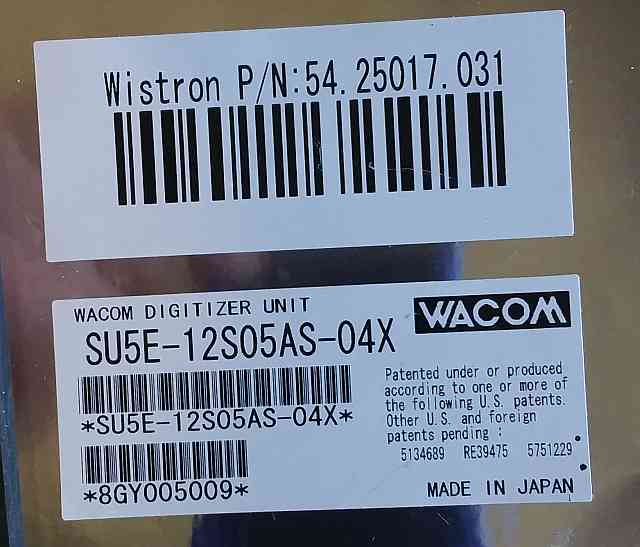 Wistron P/N:54.25017.031
WACOM DIGITIZER UNIT
WACOM
SU5E-12S05AS-04X
*SU5E-12S05AS-04X*
*8GY005009*
Patented under or produced
according to one or more of
the following U.S. patents.
Other U.S. and foreign
patents pending :
5134689 RE39475 5751229
MADE IN JAPAN